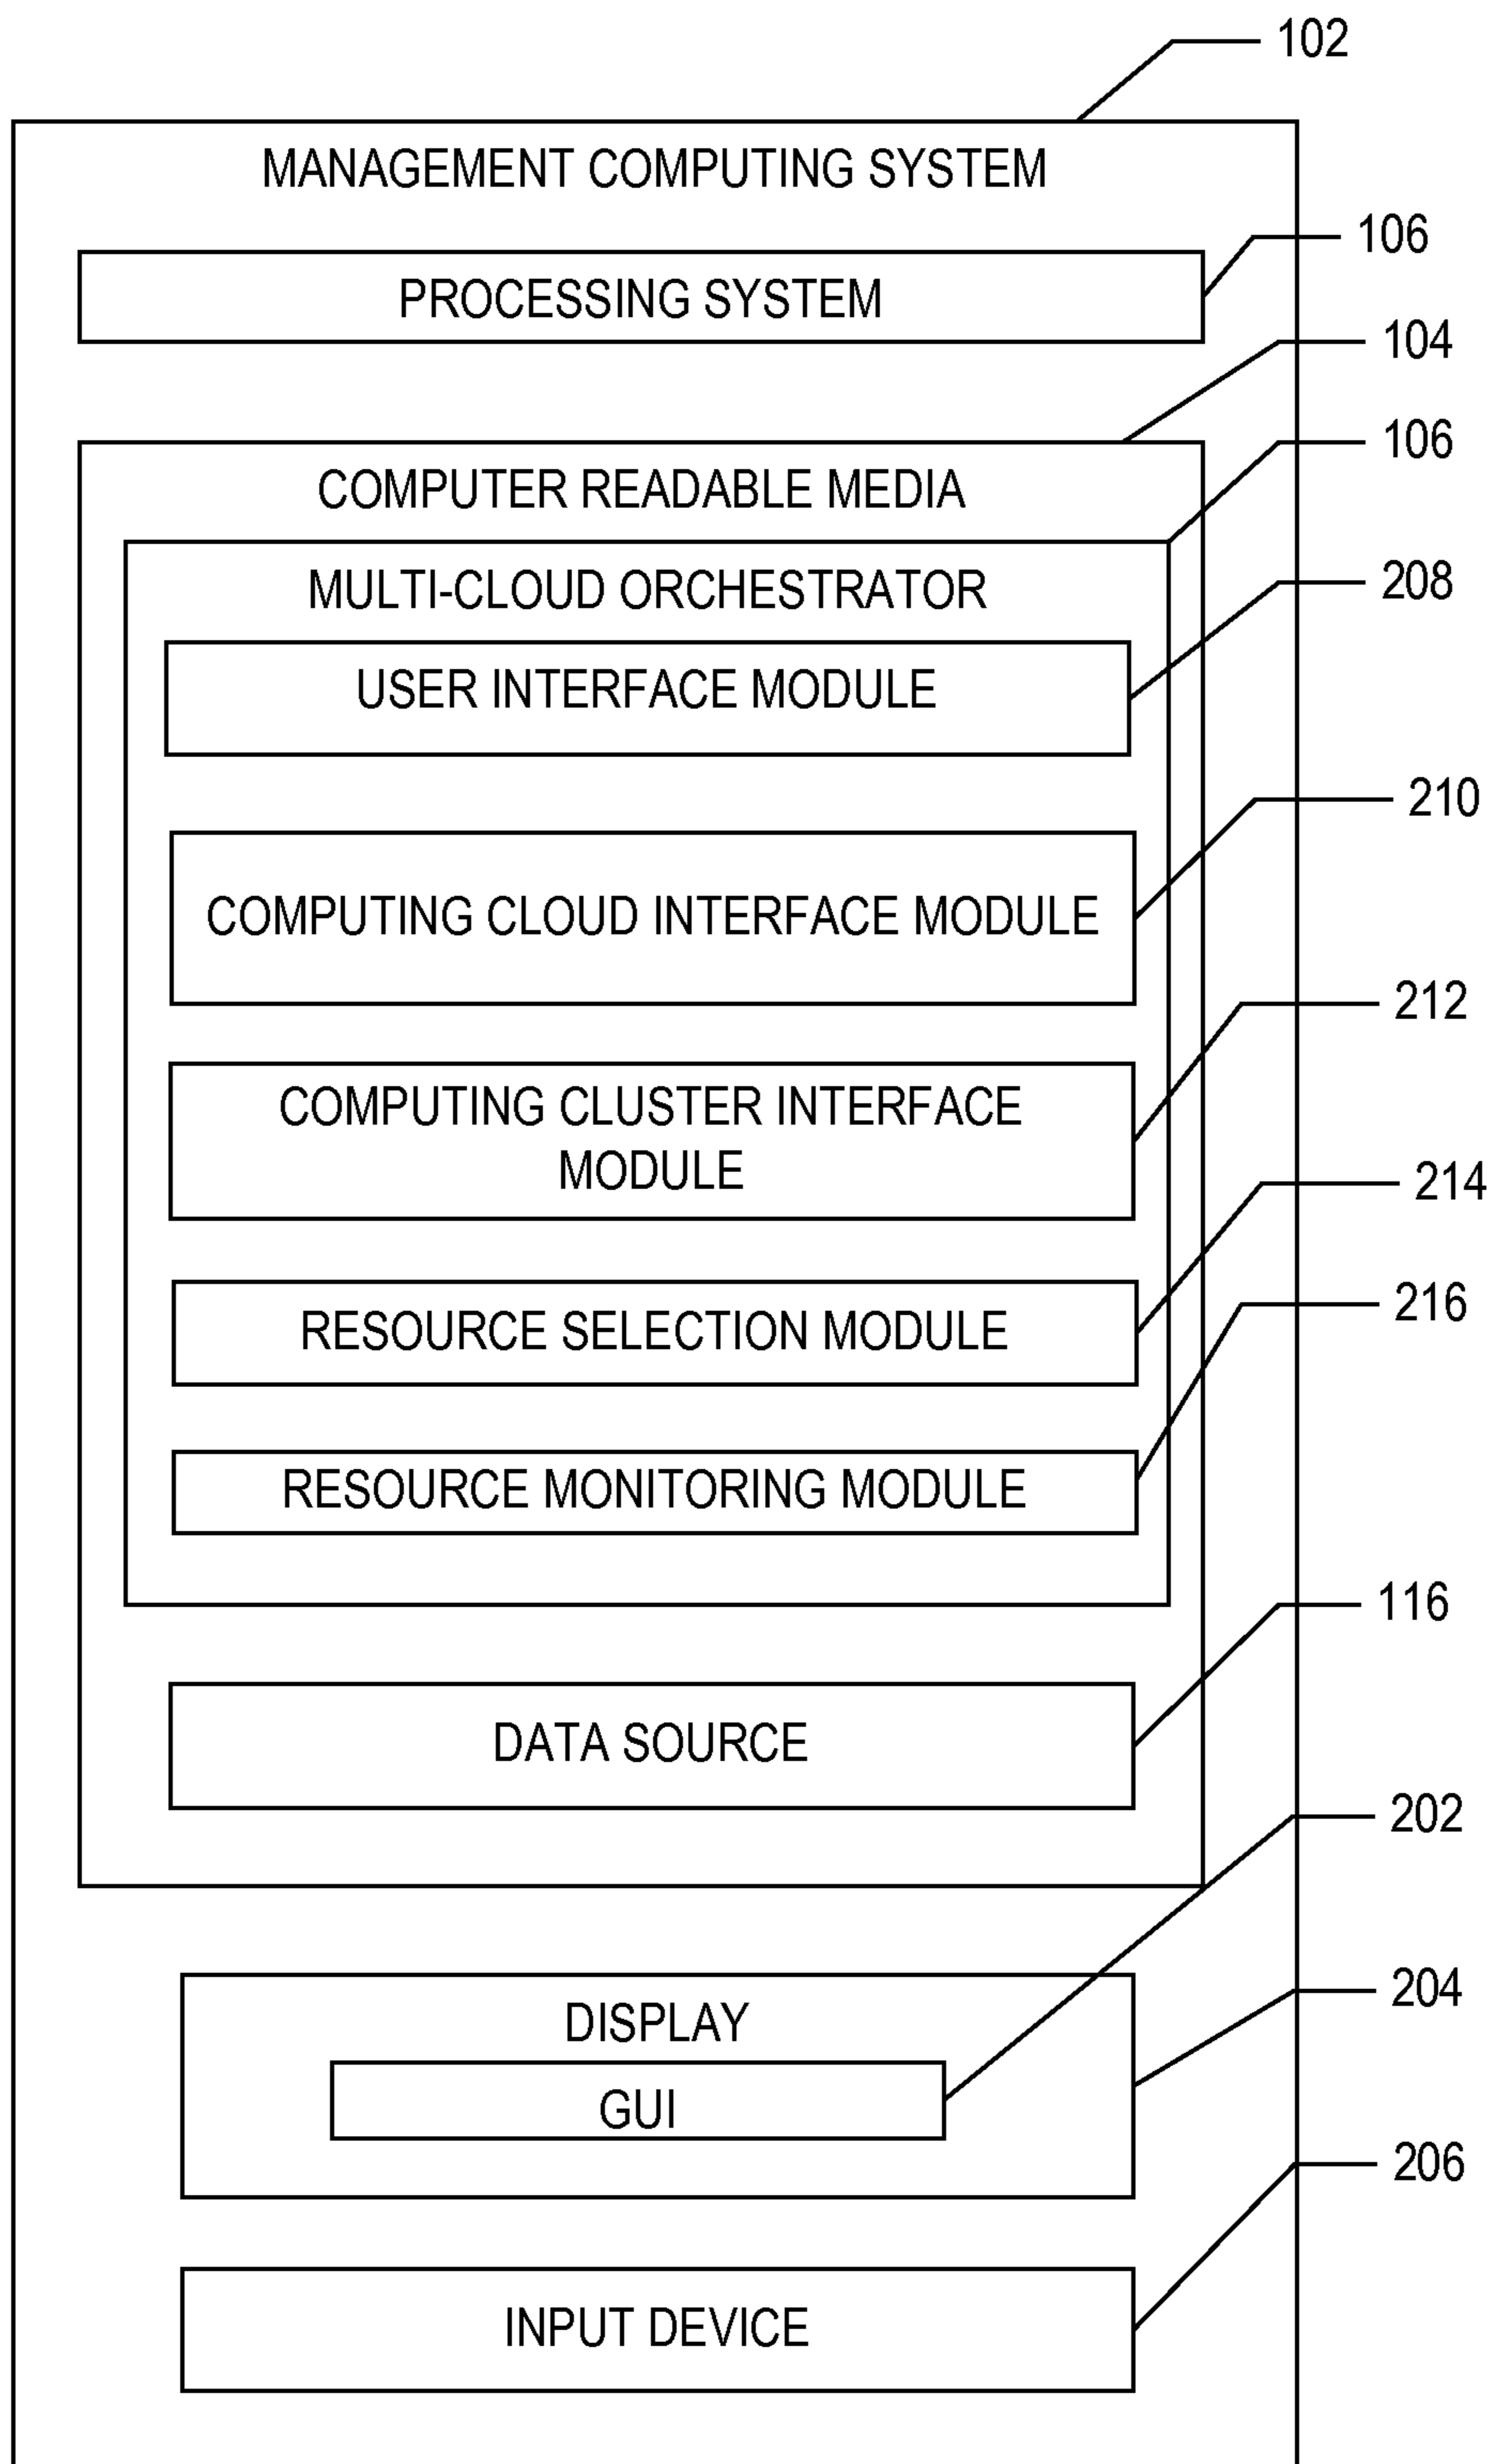 102
MANAGEMENT COMPUTING SYSTEM
106
PROCESSING SYSTEM
104
106
COMPUTER READABLE MEDIA
MULTI-CLOUD ORCHESTRATOR
208
USER INTERFACE MODULE
210
COMPUTING CLOUD INTERFACE MODULE
212
COMPUTING CLUSTER INTERFACE
MODULE
214
RESOURCE SELECTION MODULE
216
RESOURCE MONITORING MODULE
116
DATA SOURCE
202
204
DISPLAY
GUI
206
INPUT DEVICE